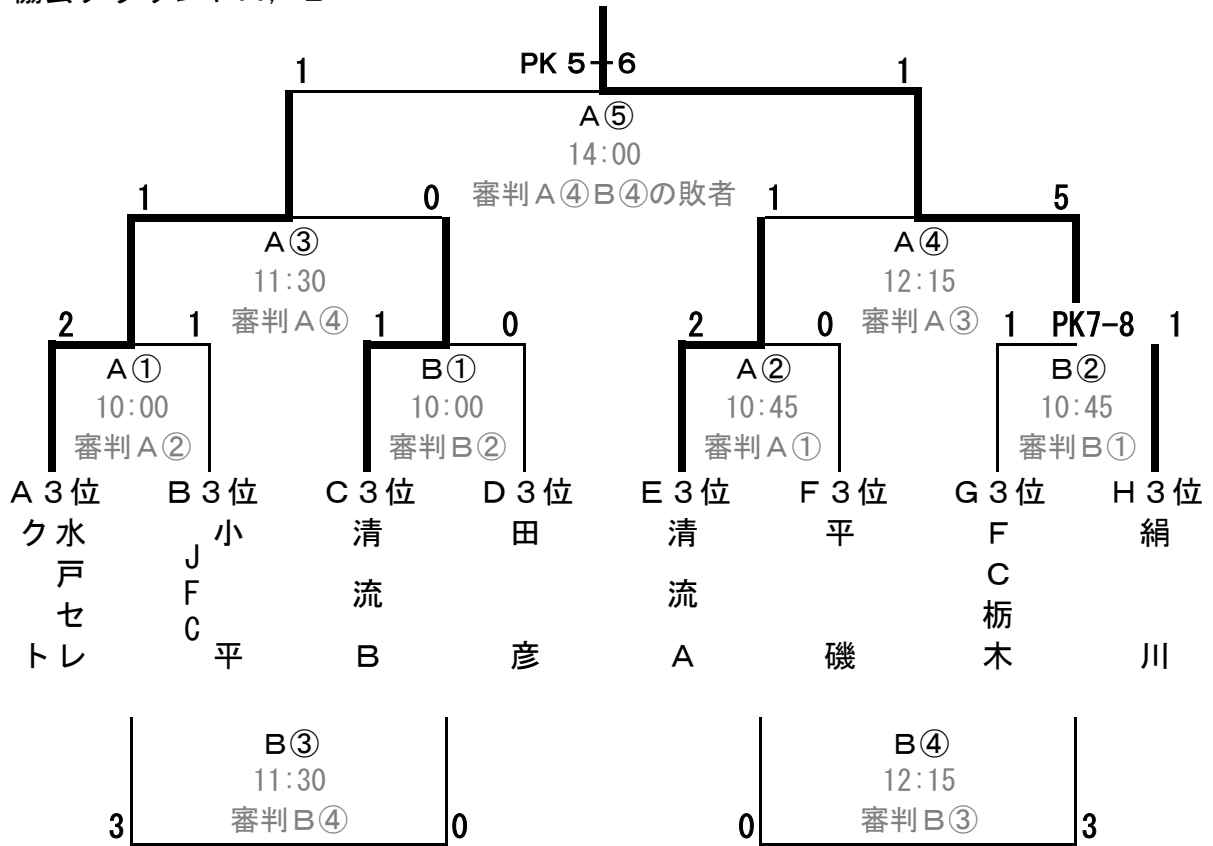 PK 5-6
1 1
A⑤
14:00
審判A④B④の敗者
1 0 1 5
A③ A④
11:30 12:15
審判A④ 審判A③
2 1 1 0 2 0 1 PK7-8 1
A① B① A② B②
10:00 10:00 10:45 10:45
審判A② 審判B② 審判A① 審判B①
A3位 B3位 C3位 D3位 E3位 F3位 G3位 H3位
水戸セレ
クト
小平
JFC
清流B
田彦
清流A
平磯
FC栃木
絹川
B③ B④
11:30 12:15
審判B④ 審判B③
3 0 0 3